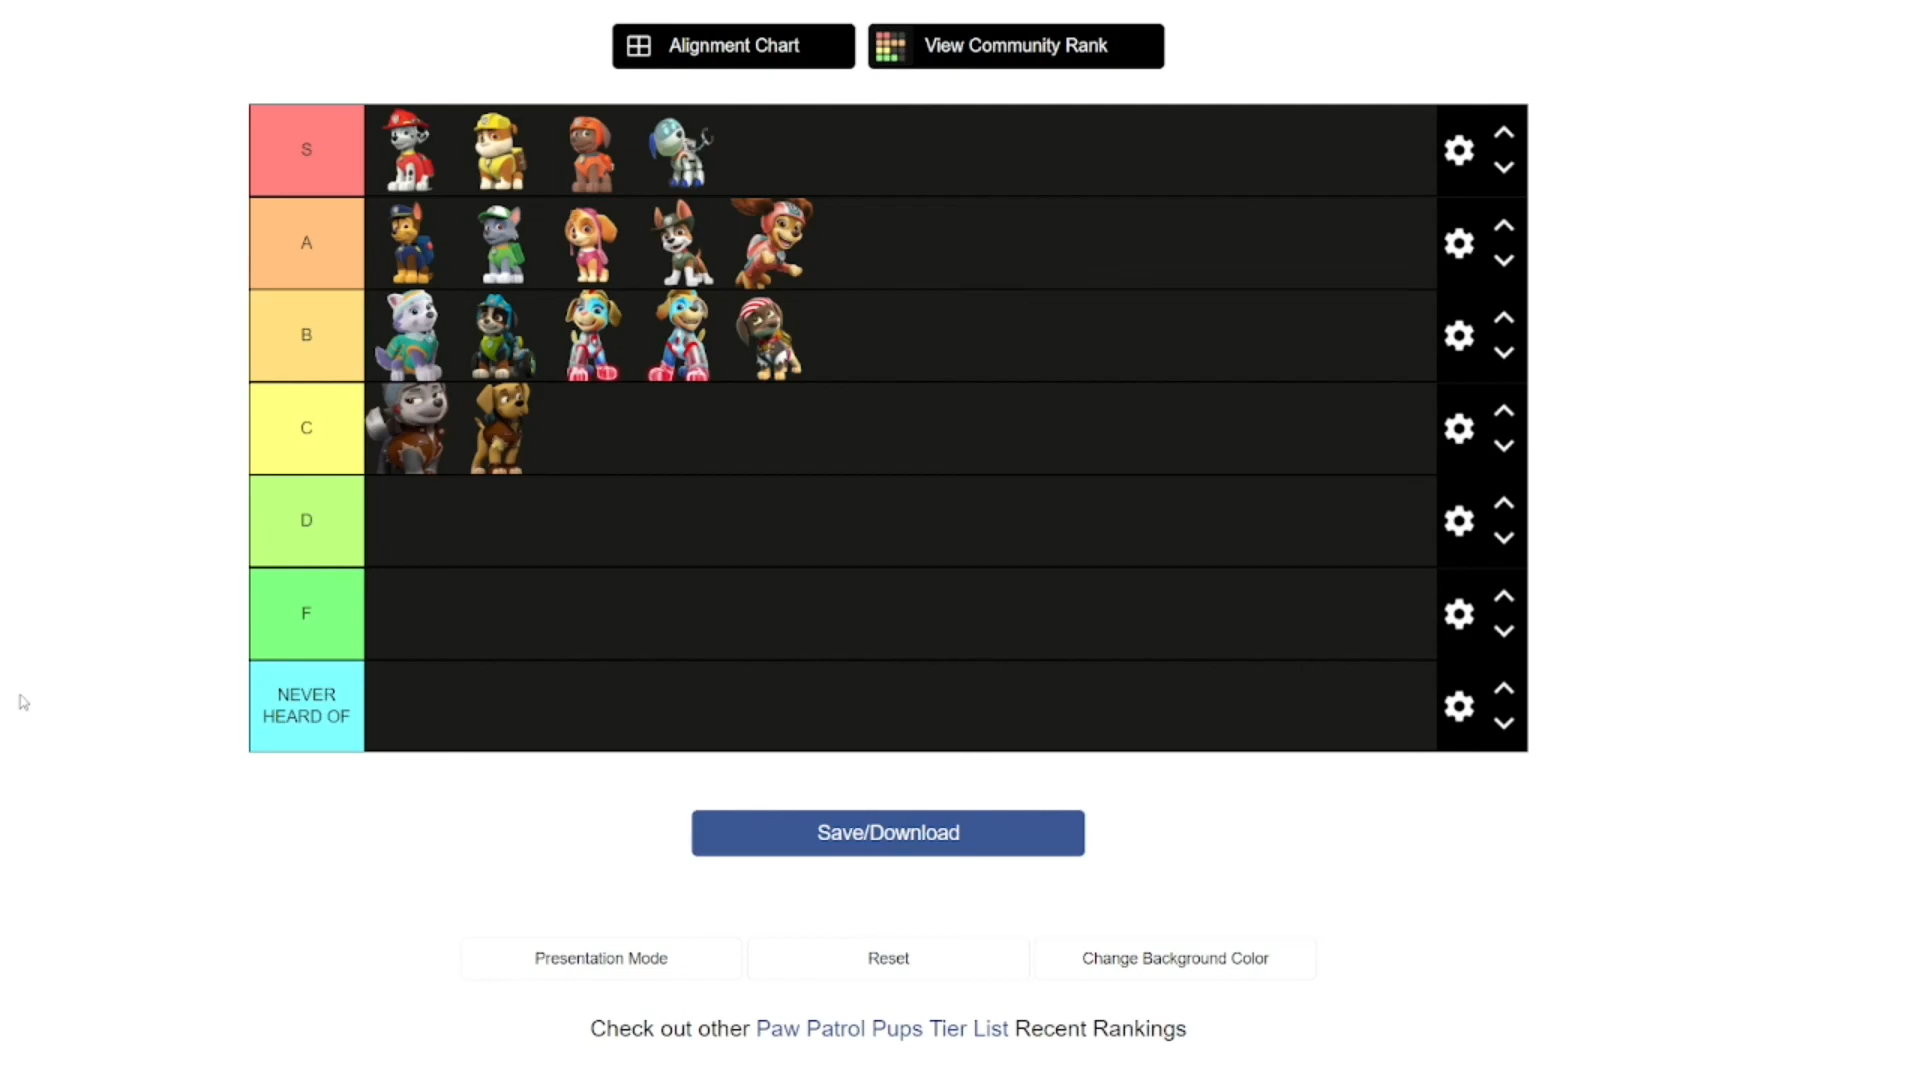 Alignment Chart
View Community Rank
S
A
B
C
D
F
NEVER
HEARD OF
Save/Download
Presentation Mode
Reset
Change Background Color
Check out other Paw Patrol Pups Tier List Recent Rankings